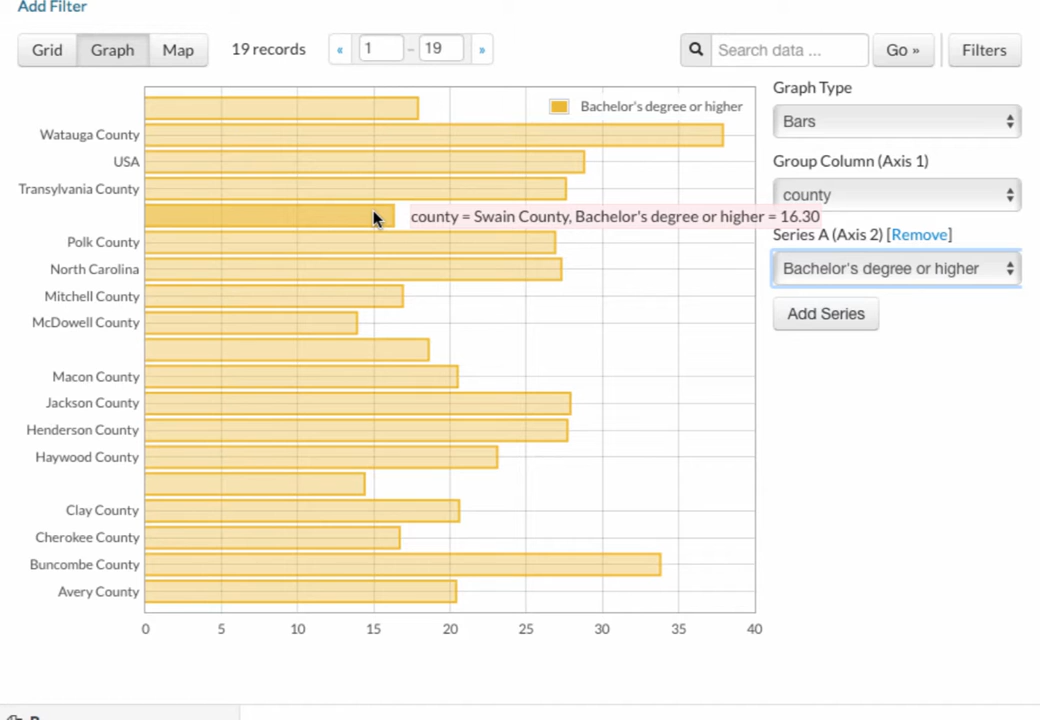 Add Filter
Grid Graph Map 19 records « 1 – 19 » Search data ... Go » Filters
Graph Type
Bars
Group Column (Axis 1)
county
Series A (Axis 2) [Remove]
Bachelor's degree or higher
Add Series
Bachelor's degree or higher
Watauga County
USA
Transylvania County
county = Swain County, Bachelor's degree or higher = 16.30
Polk County
North Carolina
Mitchell County
McDowell County
Macon County
Jackson County
Henderson County
Haywood County
Clay County
Cherokee County
Buncombe County
Avery County
0 5 10 15 20 25 30 35 40